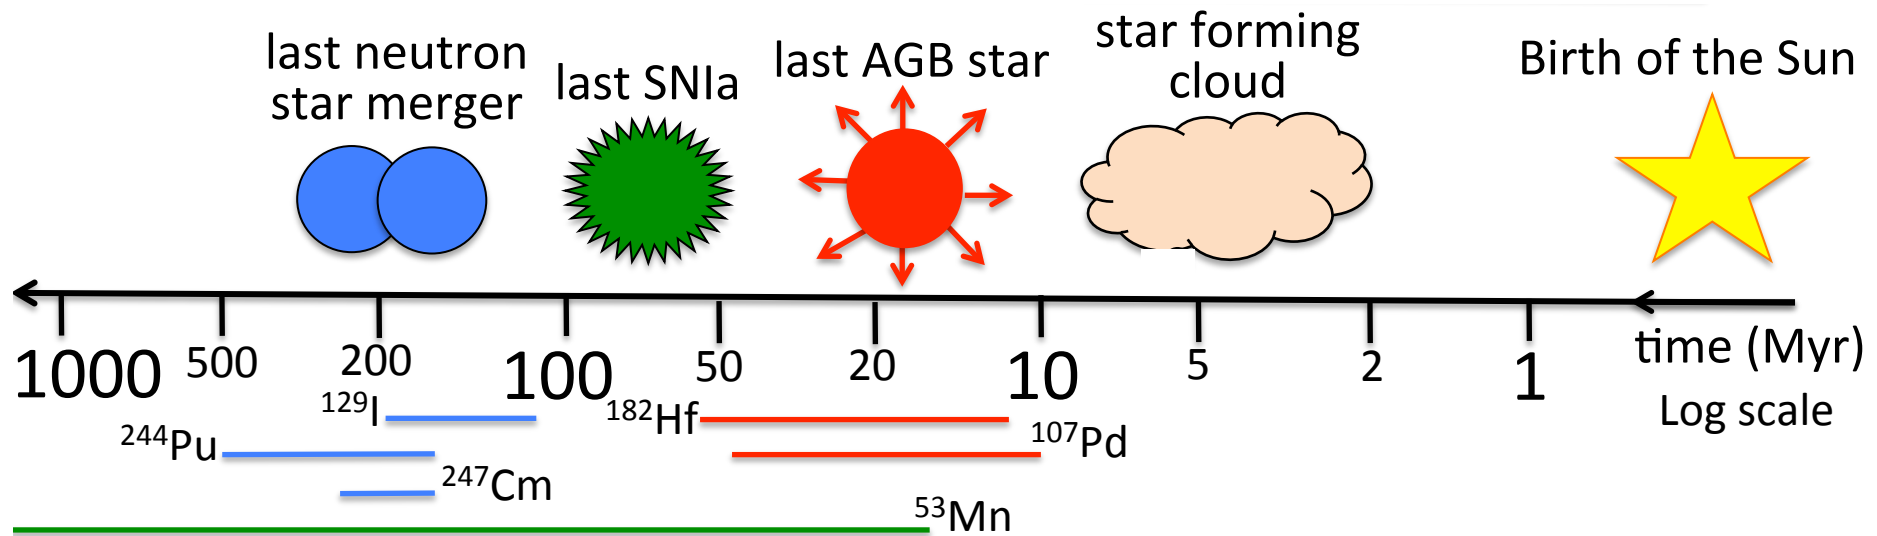 last neutron
star merger
last SNIa
last AGB star
star forming
cloud
Birth of the Sun
1000
500
200
100
50
20
10
5
2
1
time (Myr)
Log scale
¹²⁹I
¹⁸²Hf
²⁴⁴Pu
¹⁰⁷Pd
²⁴⁷Cm
⁵³Mn